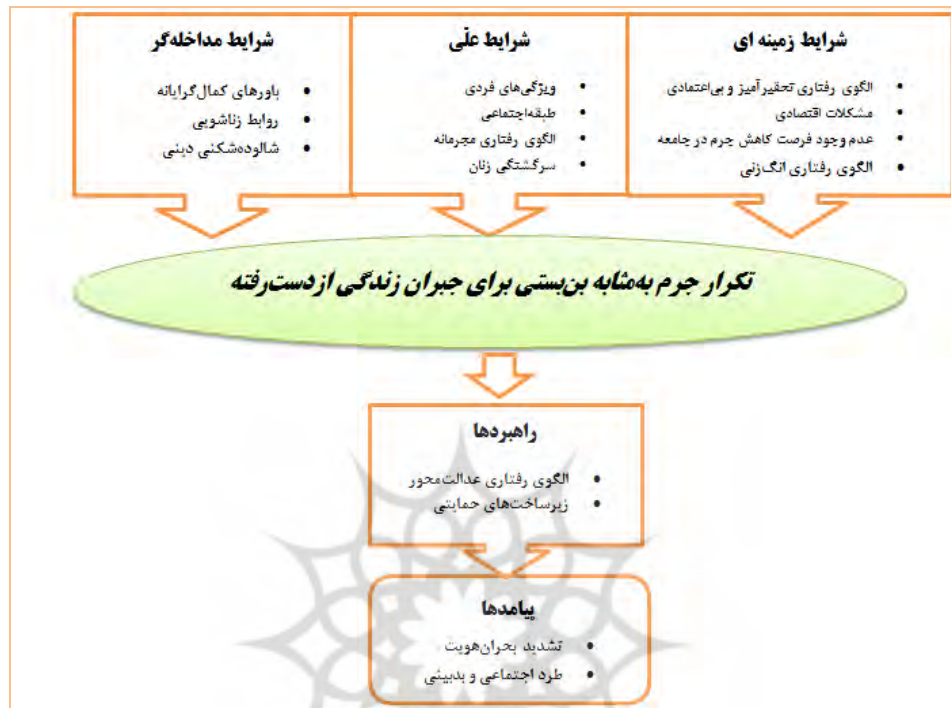 شرایط زمینه ای
الگوی رفتاری تحقیرآمیز و بی‌اعتمادی
مشکلات اقتصادی
عدم وجود فرصت کاهش جرم در جامعه
الگوی رفتاری انگ‌زنی
شرایط علّی
ویژگی‌های فردی
طبقه‌اجتماعی
الگوی رفتاری مجرمانه
سرگشتگی زنان
شرایط مداخله‌گر
باورهای کمال‌گرایانه
روابط زناشویی
شالوده‌شکنی دینی
تکرار جرم به‌مثابه بن‌بستی برای جبران زندگی ازدست‌رفته
راهبردها
الگوی رفتاری عدالت‌محور
زیرساخت‌های حمایتی
پیامدها
تشدید بحران‌هویت
طرد اجتماعی و بدبینی